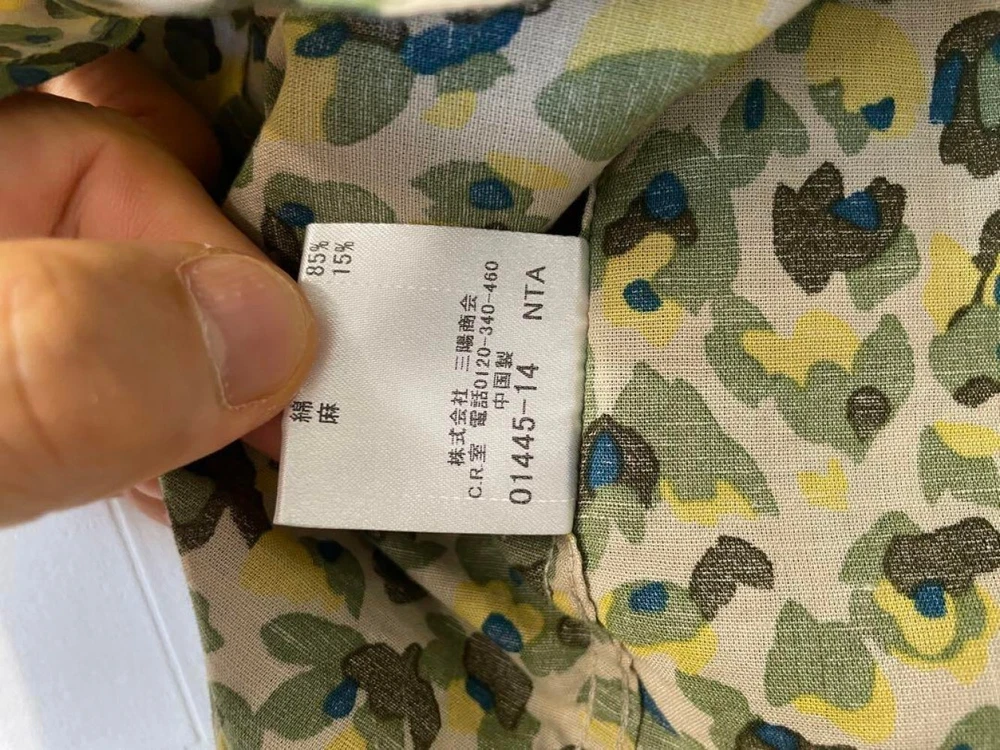 綿 85%
麻 15%
株式会社 三陽商会
C.R.室 電話0120-340-460
中国製
01445-14 NTA